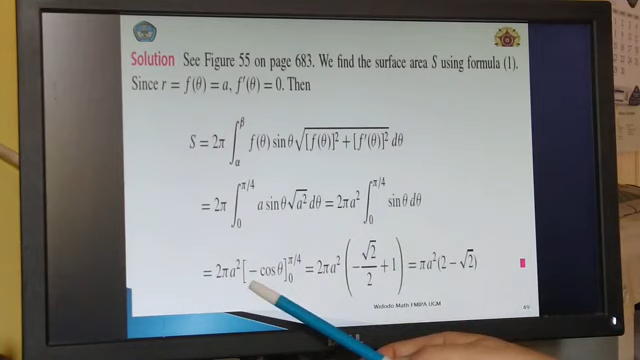 Solution See Figure 55 on page 683. We find the surface area S using formula (1).
Since r = f(θ) = a, f′(θ) = 0. Then
S = 2π ∫_α^β f(θ) sin θ √([f(θ)]² + [f′(θ)]²) dθ
= 2π ∫_0^{π/4} a sin θ √(a²) dθ = 2πa² ∫_0^{π/4} sin θ dθ
= 2πa² [−cos θ]_0^{π/4} = 2πa² (−√2/2 + 1) = πa²(2 − √2)
Widodo Math FMIPA UGM